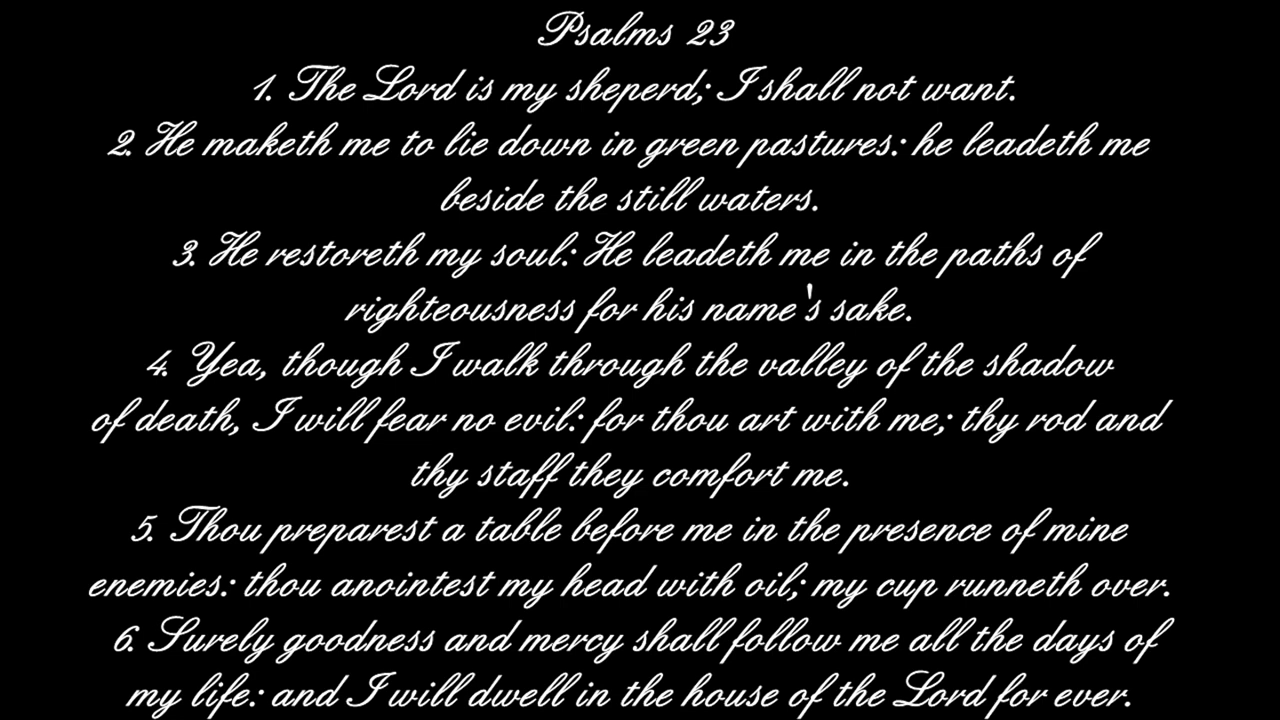 Psalms 23
1. The Lord is my sheperd; I shall not want.
2. He maketh me to lie down in green pastures: he leadeth me
beside the still waters.
3. He restoreth my soul: He leadeth me in the paths of
righteousness for his name's sake.
4. Yea, though I walk through the valley of the shadow
of death, I will fear no evil: for thou art with me; thy rod and
thy staff they comfort me.
5. Thou preparest a table before me in the presence of mine
enemies: thou anointest my head with oil; my cup runneth over.
6. Surely goodness and mercy shall follow me all the days of
my life: and I will dwell in the house of the Lord for ever.